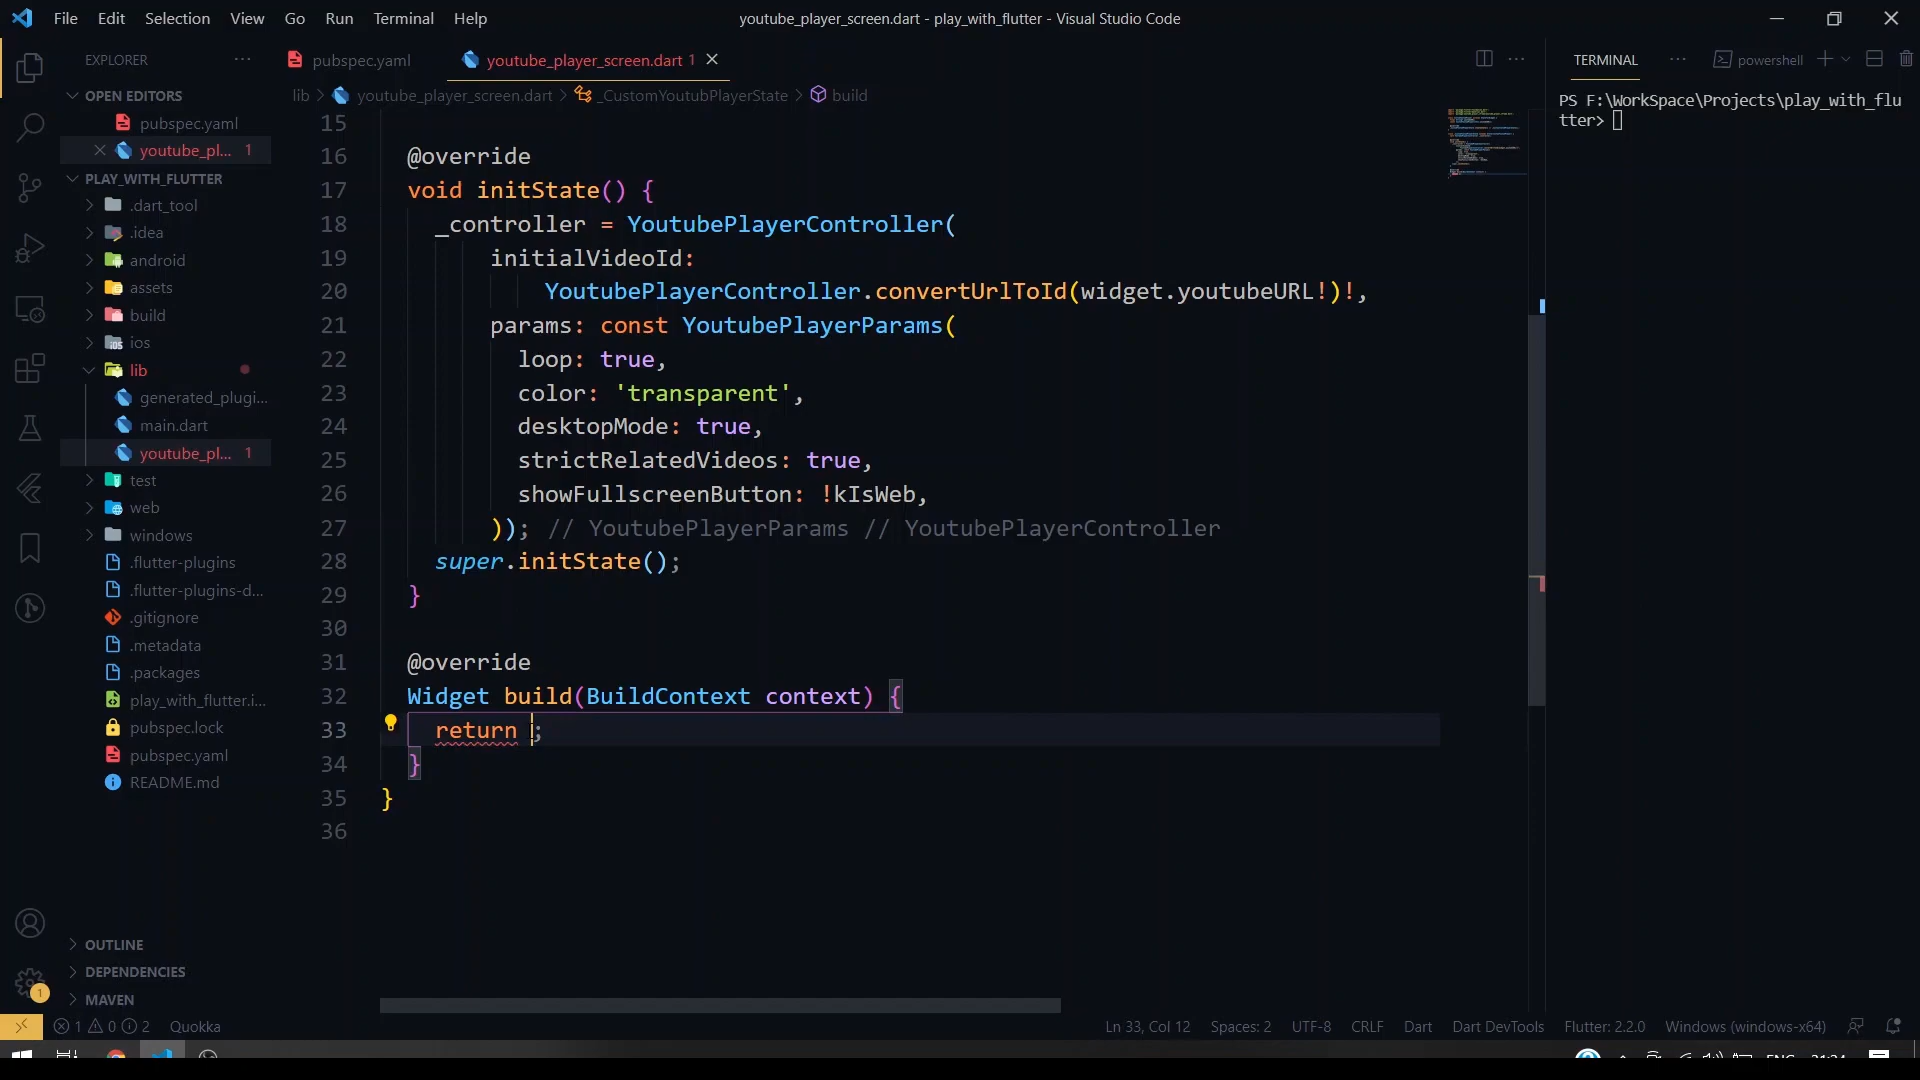 File Edit Selection View Go Run Terminal Help
youtube_player_screen.dart - play_with_flutter - Visual Studio Code
EXPLORER
OPEN EDITORS
pubspec.yaml
youtube_pl... 1
PLAY_WITH_FLUTTER
.dart_tool
.idea
android
assets
build
ios
lib
generated_plugi...
main.dart
youtube_pl... 1
test
web
windows
.flutter-plugins
.flutter-plugins-d...
.gitignore
.metadata
.packages
play_with_flutter.i...
pubspec.lock
pubspec.yaml
README.md
OUTLINE
DEPENDENCIES
MAVEN
1
pubspec.yaml
youtube_player_screen.dart 1
lib > youtube_player_screen.dart > _CustomYoutubPlayerState > build
15
16 @override
17 void initState() {
18 _controller = YoutubePlayerController(
19 initialVideoId:
20 YoutubePlayerController.convertUrlToId(widget.youtubeURL!)!,
21 params: const YoutubePlayerParams(
22 loop: true,
23 color: 'transparent',
24 desktopMode: true,
25 strictRelatedVideos: true,
26 showFullscreenButton: !kIsWeb,
27 )); // YoutubePlayerParams // YoutubePlayerController
28 super.initState();
29 }
30
31 @override
32 Widget build(BuildContext context) {
33 return ;
34 }
35 }
36
TERMINAL
powershell
PS F:\WorkSpace\Projects\play_with_flu
tter>
1 0 2 Quokka
Ln 33, Col 12 Spaces: 2 UTF-8 CRLF Dart Dart DevTools Flutter: 2.2.0 Windows (windows-x64)